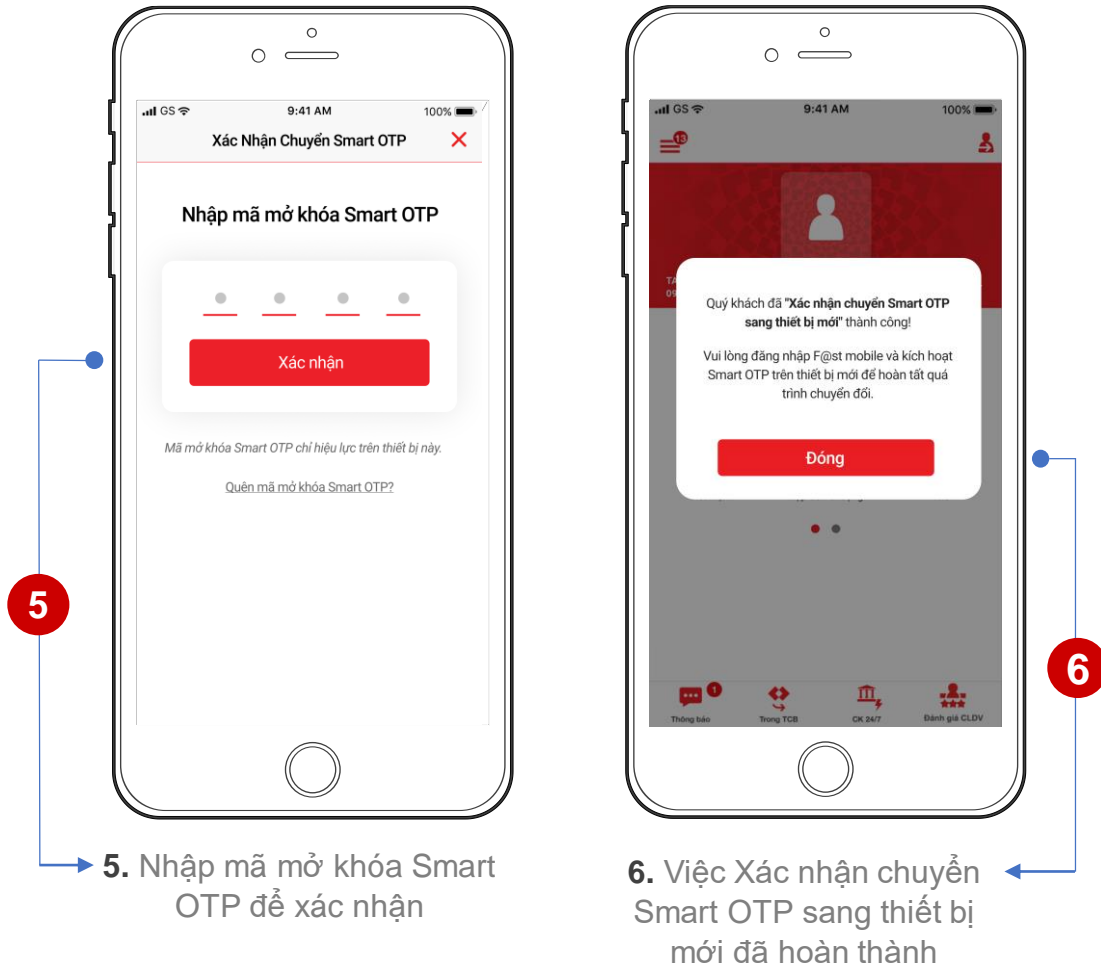 GS 9:41 AM 100%
Xác Nhận Chuyển Smart OTP
Nhập mã mở khóa Smart OTP
Xác nhận
Mã mở khóa Smart OTP chỉ hiệu lực trên thiết bị này.
Quên mã mở khóa Smart OTP?
5
5. Nhập mã mở khóa Smart
OTP để xác nhận
GS 9:41 AM 100%
13
TA
09
Quý khách đã "Xác nhận chuyển Smart OTP
sang thiết bị mới" thành công!
Vui lòng đăng nhập F@st mobile và kích hoạt
Smart OTP trên thiết bị mới để hoàn tất quá
trình chuyển đổi.
Đóng
1
Thông báo Trong TCB CK 24/7 Đánh giá CLDV
6
6. Việc Xác nhận chuyển
Smart OTP sang thiết bị
mới đã hoàn thành